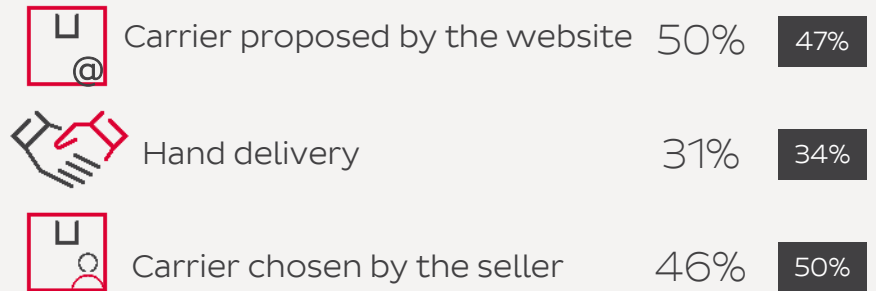 @
Carrier proposed by the website 50% 47%
Hand delivery 31% 34%
Carrier chosen by the seller 46% 50%